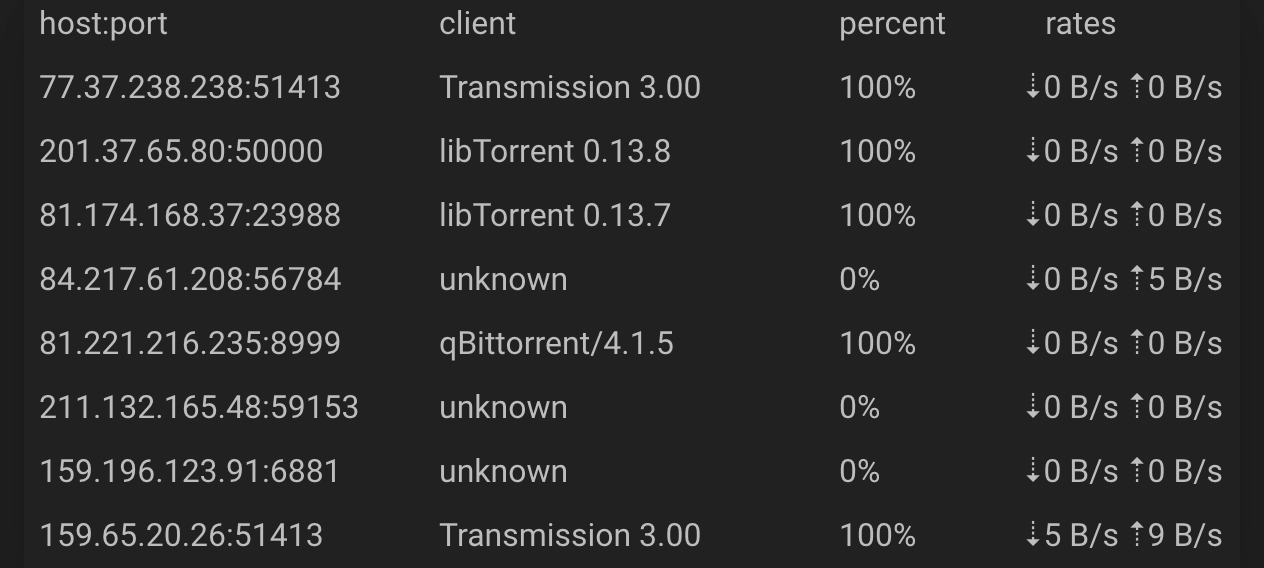 host:port client percent rates
77.37.238.238:51413 Transmission 3.00 100% ⇣0 B/s ⇡0 B/s
201.37.65.80:50000 libTorrent 0.13.8 100% ⇣0 B/s ⇡0 B/s
81.174.168.37:23988 libTorrent 0.13.7 100% ⇣0 B/s ⇡0 B/s
84.217.61.208:56784 unknown 0% ⇣0 B/s ⇡5 B/s
81.221.216.235:8999 qBittorrent/4.1.5 100% ⇣0 B/s ⇡0 B/s
211.132.165.48:59153 unknown 0% ⇣0 B/s ⇡0 B/s
159.196.123.91:6881 unknown 0% ⇣0 B/s ⇡0 B/s
159.65.20.26:51413 Transmission 3.00 100% ⇣5 B/s ⇡9 B/s